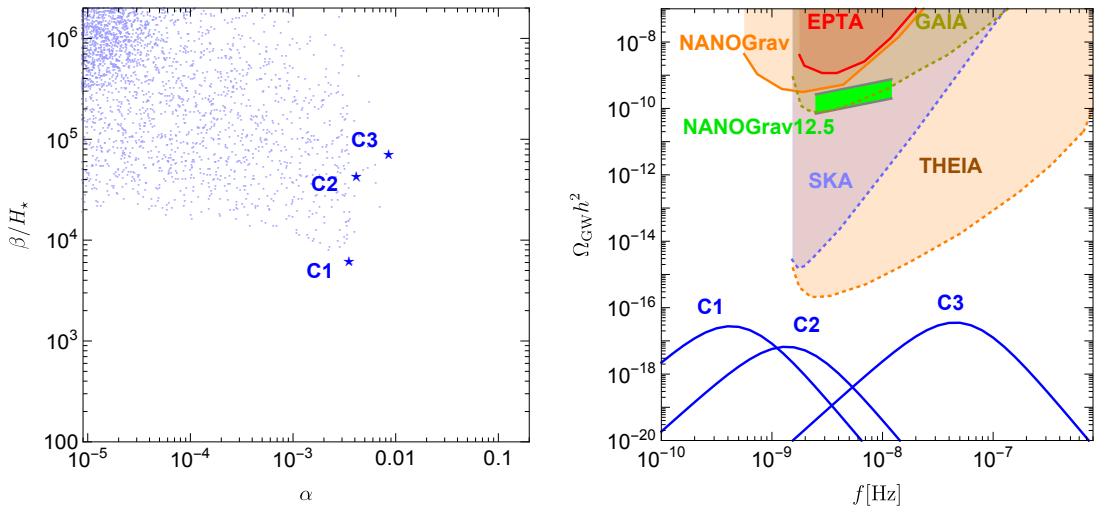 10^6
10^5
10^4
10^3
100
β/H⋆
C3
C2
C1
10^-5
10^-4
10^-3
0.01
0.1
α
10^-8
10^-10
10^-12
10^-14
10^-16
10^-18
10^-20
Ω_GW h^2
EPTA
GAIA
NANOGrav
NANOGrav12.5
SKA
THEIA
C1
C2
C3
10^-10
10^-9
10^-8
10^-7
f[Hz]